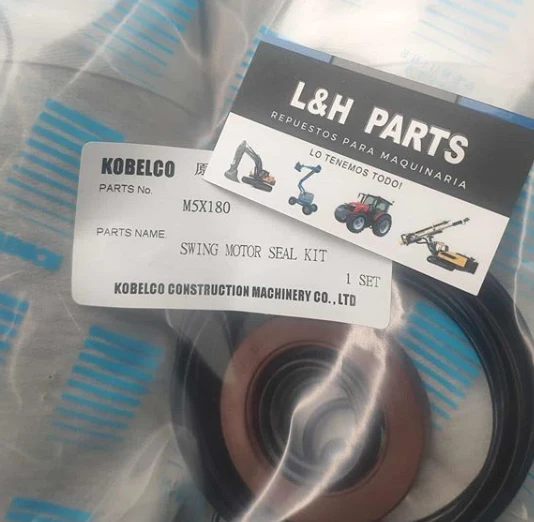 L&H PARTS
REPUESTOS PARA MAQUINARIA
LO TENEMOS TODO!
KOBELCO 原
PARTS No.
M5X180
PARTS NAME
SWING MOTOR SEAL KIT
1 SET
KOBELCO CONSTRUCTION MACHINERY CO., LTD